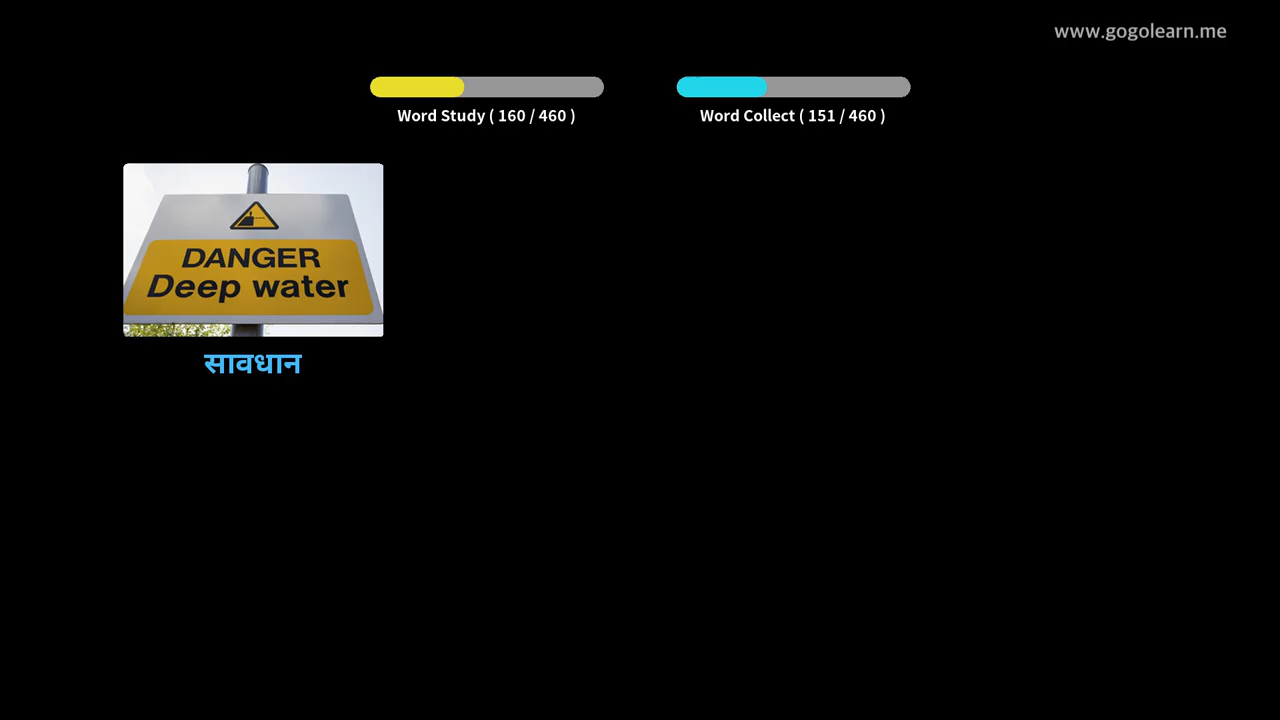 www.gogolearn.me
Word Study ( 160 / 460 )
Word Collect ( 151 / 460 )
DANGER
Deep water
सावधान